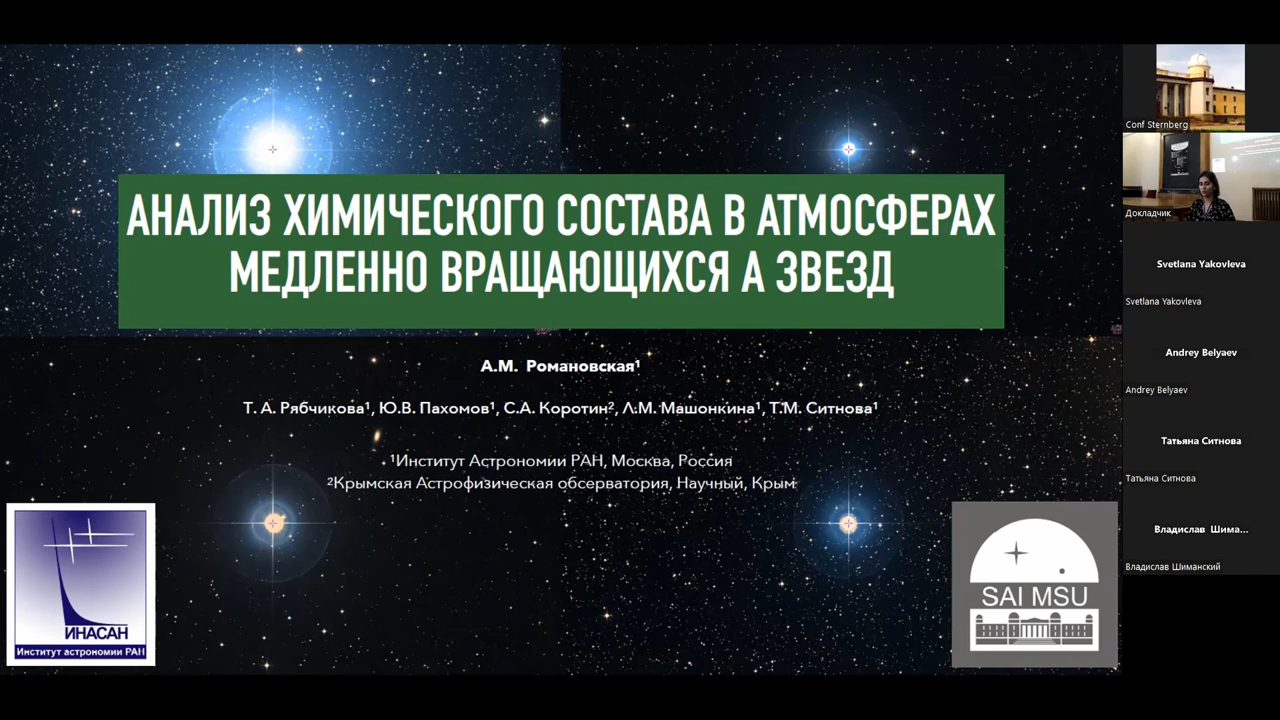 АНАЛИЗ ХИМИЧЕСКОГО СОСТАВА В АТМОСФЕРАХ
МЕДЛЕННО ВРАЩАЮЩИХСЯ А ЗВЕЗД
А.М. Романовская¹
Т. А. Рябчикова¹, Ю.В. Пахомов¹, С.А. Коротин², Л.М. Машонкина¹, Т.М. Ситнова¹
¹Институт Астрономии РАН, Москва, Россия
²Крымская Астрофизическая обсерватория, Научный, Крым
ИНАСАН
Институт астрономии РАН
SAI MSU
Conf Sternberg
Докладчик
Svetlana Yakovleva
Svetlana Yakovleva
Andrey Belyaev
Andrey Belyaev
Татьяна Ситнова
Татьяна Ситнова
Владислав Шима...
Владислав Шиманский